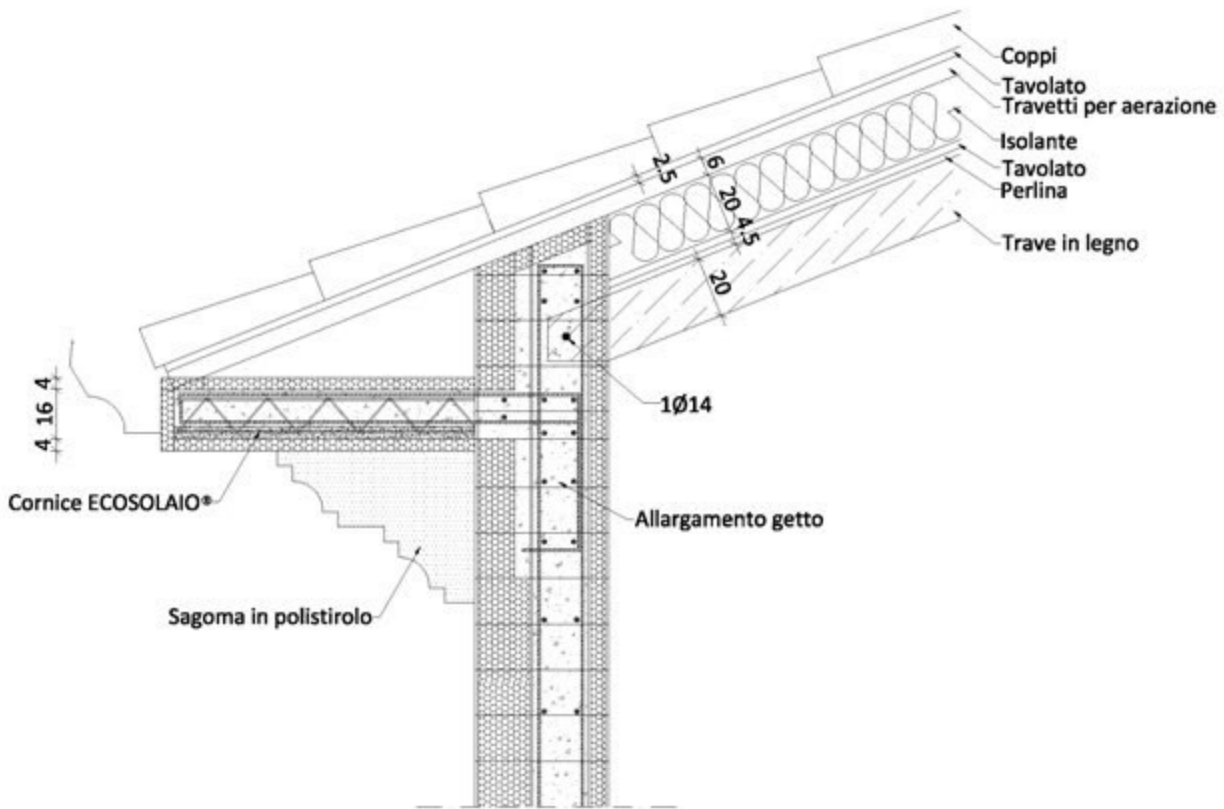 Coppi
Tavolato
Travetti per aerazione
Isolante
Tavolato
Perlina
Trave in legno
2.5
6
20
4.5
20
1Ø14
4
16
4
Cornice ECOSOLAIO®
Allargamento getto
Sagoma in polistirolo